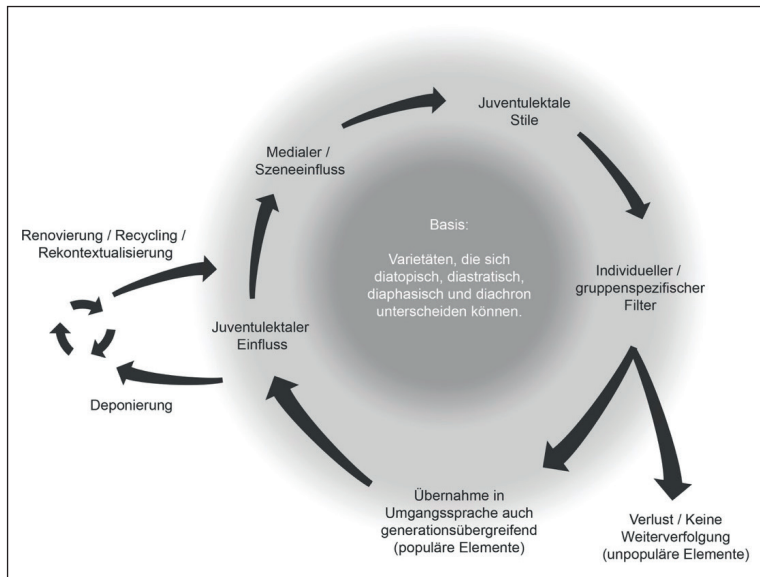 Juventulektale
Stile
Medialer /
Szeneeinfluss
Basis:
Varietäten, die sich
diatopisch, diastratisch,
diaphasisch und diachron
unterscheiden können.
Renovierung / Recycling /
Rekontextualisierung
Individueller /
gruppenspezifischer
Filter
Juventulektaler
Einfluss
Deponierung
Übernahme in
Umgangssprache auch
generationsübergreifend
(populäre Elemente)
Verlust / Keine
Weiterverfolgung
(unpopuläre Elemente)